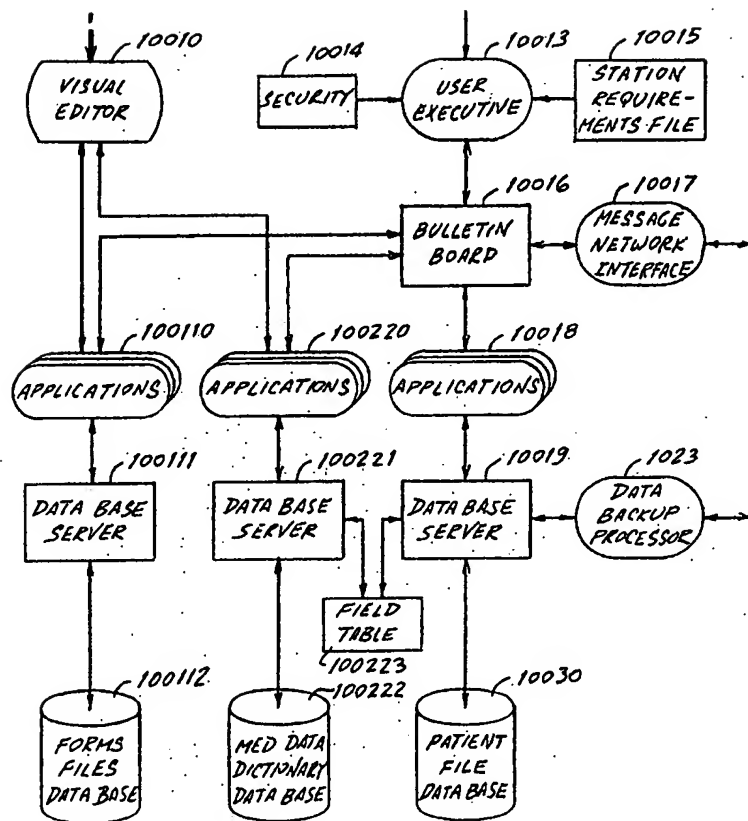 10010
10014
10013
10015
VISUAL
EDITOR
SECURITY
USER
EXECUTIVE
STATION
REQUIRE-
MENTS FILE
10016
10017
BULLETIN
BOARD
MESSAGE
NETWORK
INTERFACE
100110
100220
10018
APPLICATIONS
APPLICATIONS
APPLICATIONS
100111
100221
10019
1023
DATA BASE
SERVER
DATA BASE
SERVER
DATA BASE
SERVER
DATA
BACKUP
PROCESSOR
FIELD
TABLE
100223
100112
100222
10030
FORMS
FILES
DATA BASE
MED DATA
DICTIONARY
DATA BASE
PATIENT
FILE
DATA BASE